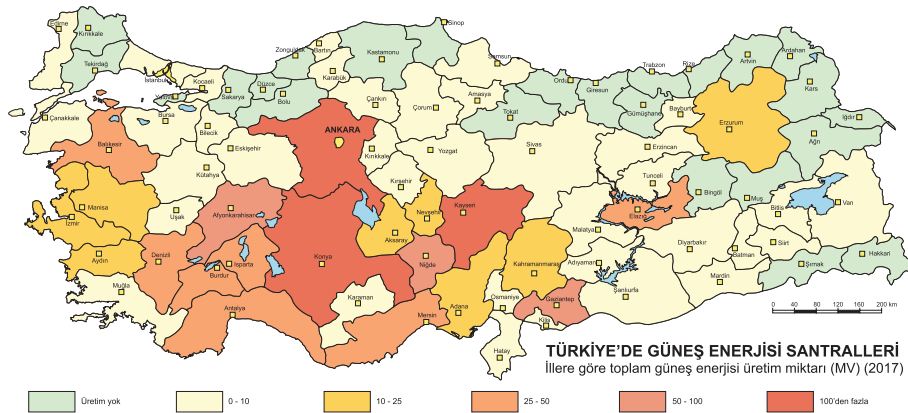 Edirne
Kırıkkale
Tekirdağ
İstanbul
Kocaeli
Yalova
Sakarya
Düzce
Bolu
Zonguldak
Bartın
Karabük
Kastamonu
Sinop
Samsun
Çankırı
Çorum
Amasya
Tokat
Ordu
Giresun
Trabzon
Rize
Artvin
Ardahan
Kars
Gümüşhane
Bayburt
Erzurum
Iğdır
Ağrı
Çanakkale
Bursa
Bilecik
Balıkesir
Eskişehir
Kütahya
ANKARA
Kırıkkale
Yozgat
Sivas
Erzincan
Tunceli
Bingöl
Muş
Bitlis
Van
Manisa
İzmir
Uşak
Afyonkarahisar
Kırşehir
Nevşehir
Aksaray
Kayseri
Malatya
Elazığ
Diyarbakır
Batman
Siirt
Şırnak
Hakkari
Aydın
Denizli
Burdur
Isparta
Konya
Niğde
Kahramanmaraş
Adıyaman
Mardin
Şanlıurfa
Muğla
Antalya
Karaman
Mersin
Adana
Osmaniye
Gaziantep
Kilis
Hatay
0 40 80 120 160 200 km
TÜRKİYE'DE GÜNEŞ ENERJİSİ SANTRALLERİ
İllere göre toplam güneş enerjisi üretim miktarı (MV) (2017)
Üretim yok
0 - 10
10 - 25
25 - 50
50 - 100
100'den fazla